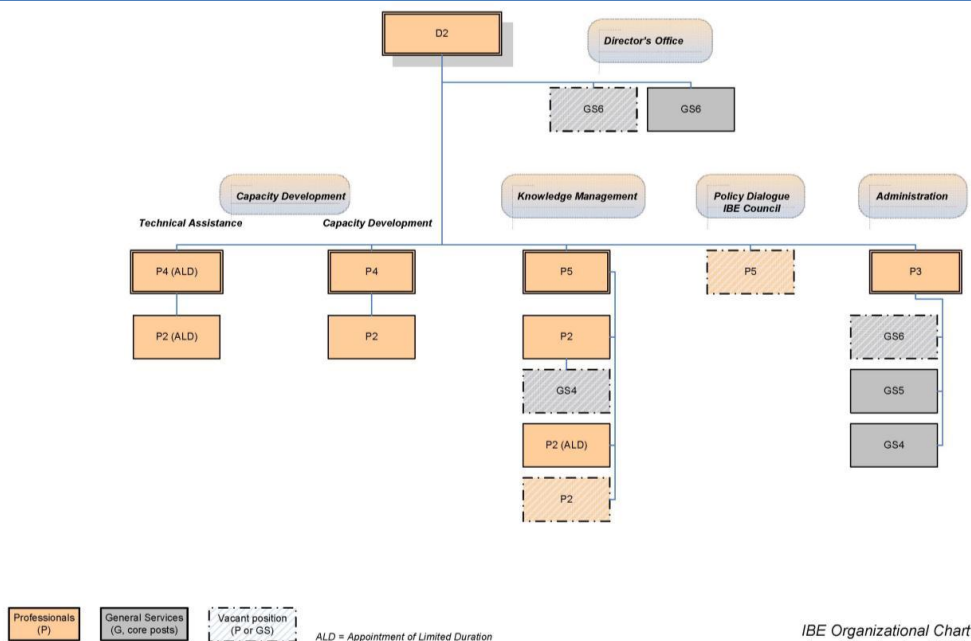 D2
Director's Office
GS6
GS6
Capacity Development
Knowledge Management
Policy Dialogue
IBE Council
Administration
Technical Assistance
Capacity Development
P4 (ALD)
P4
P5
P5
P3
P2 (ALD)
P2
P2
GS6
GS4
GS5
P2 (ALD)
GS4
P2
Professionals
(P)
General Services
(G, core posts)
Vacant position
(P or GS)
ALD = Appointment of Limited Duration
IBE Organizational Chart